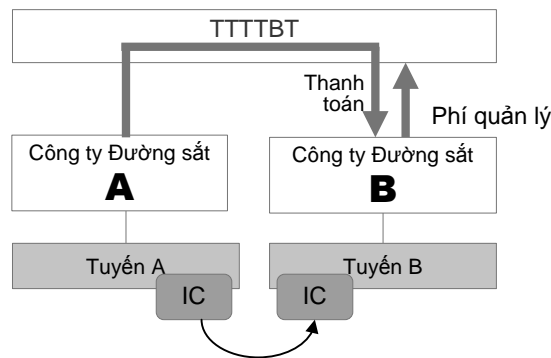 TTTTBT
Thanh
toán
Phí quản lý
Công ty Đường sắt
A
Công ty Đường sắt
B
Tuyến A
Tuyến B
IC
IC